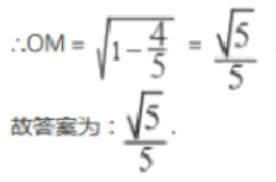 ∴OM = √(1−4/5) = √5/5
故答案为：√5/5.